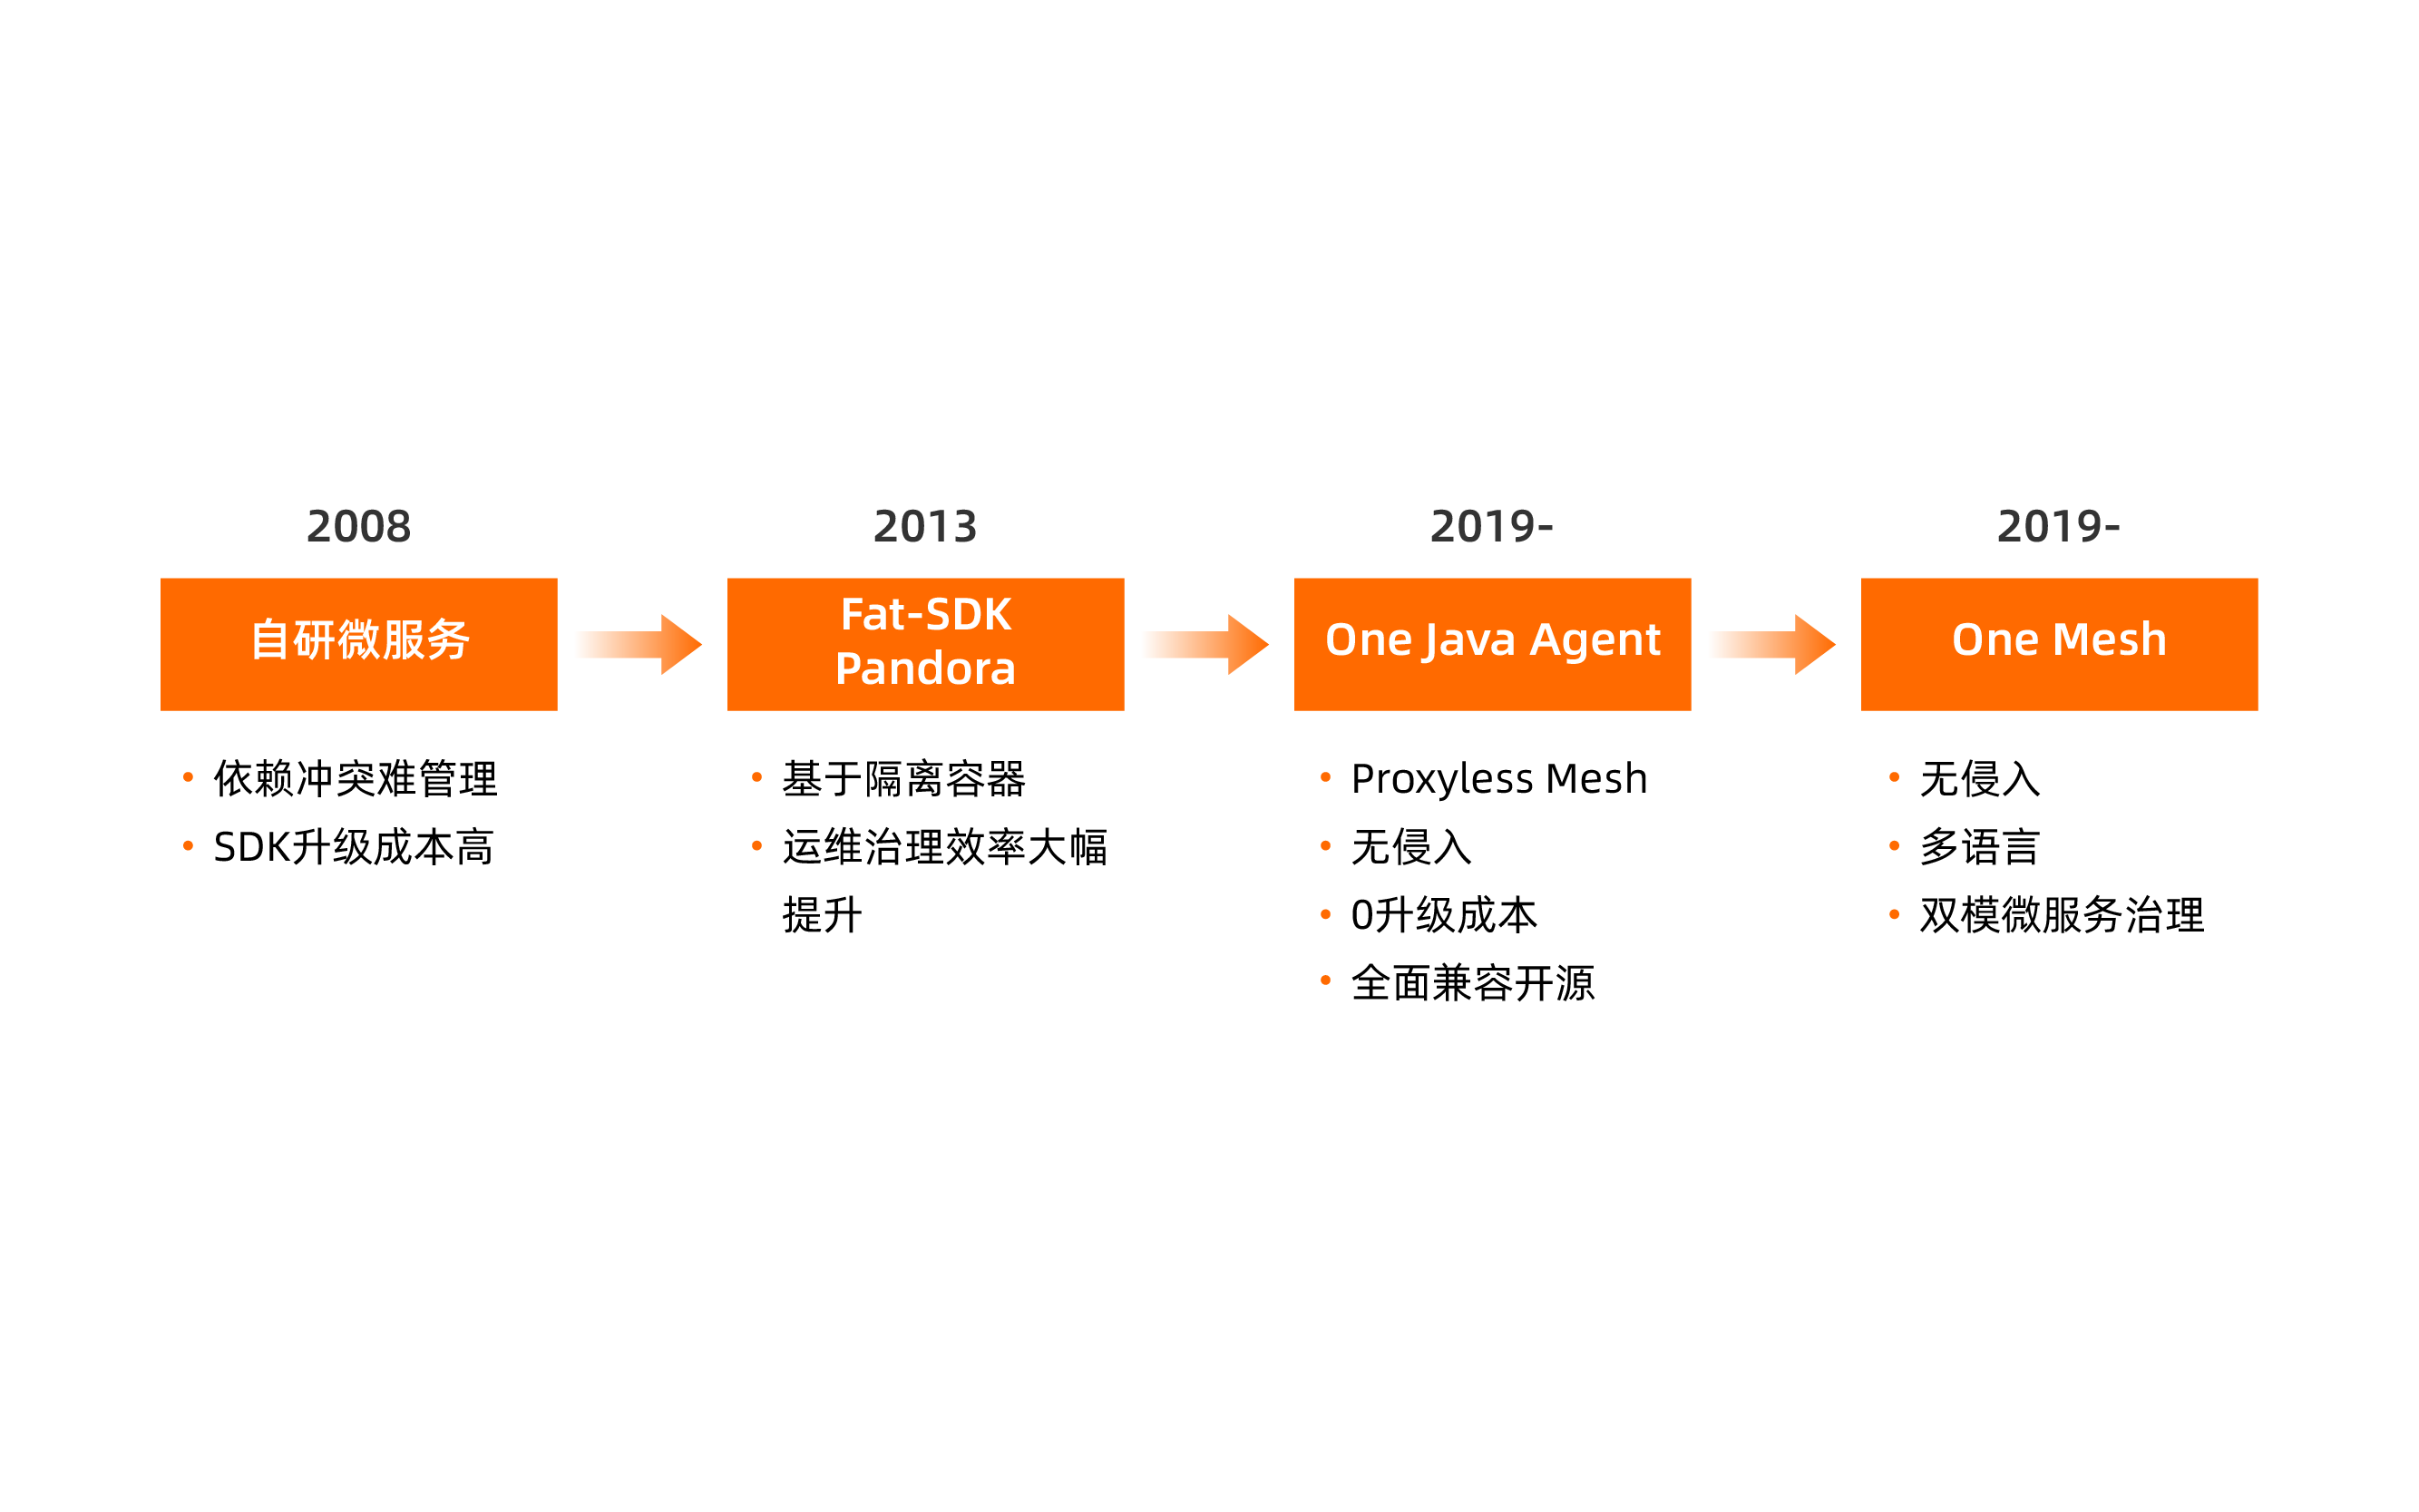 2008
自研微服务
• 依赖冲突难管理
• SDK升级成本高
2013
Fat-SDK
Pandora
• 基于隔离容器
• 运维治理效率大幅
提升
2019-
One Java Agent
• Proxyless Mesh
• 无侵入
• 0升级成本
• 全面兼容开源
2019-
One Mesh
• 无侵入
• 多语言
• 双模微服务治理